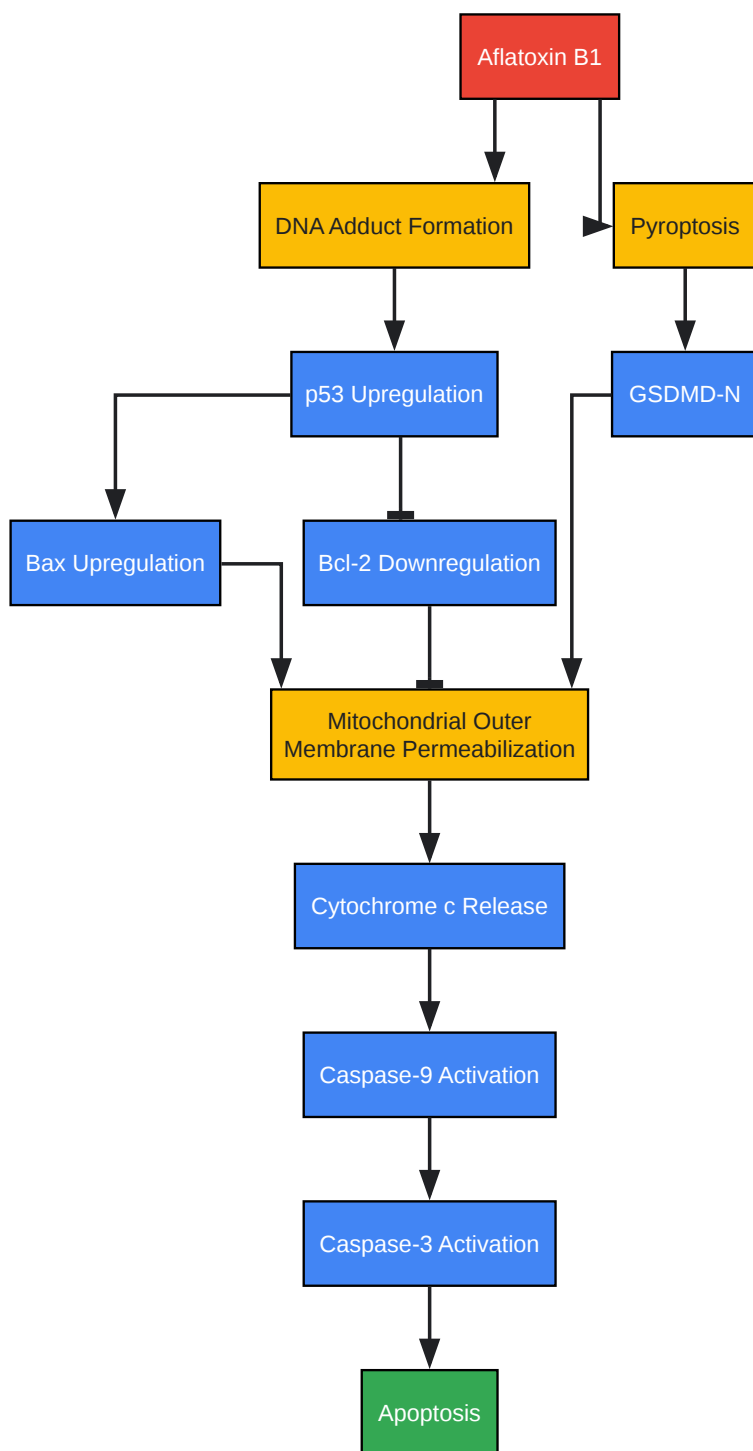 Aflatoxin B1
DNA Adduct Formation
Pyroptosis
p53 Upregulation
GSDMD-N
Bax Upregulation
Bcl-2 Downregulation
Mitochondrial Outer
Membrane Permeabilization
Cytochrome c Release
Caspase-9 Activation
Caspase-3 Activation
Apoptosis